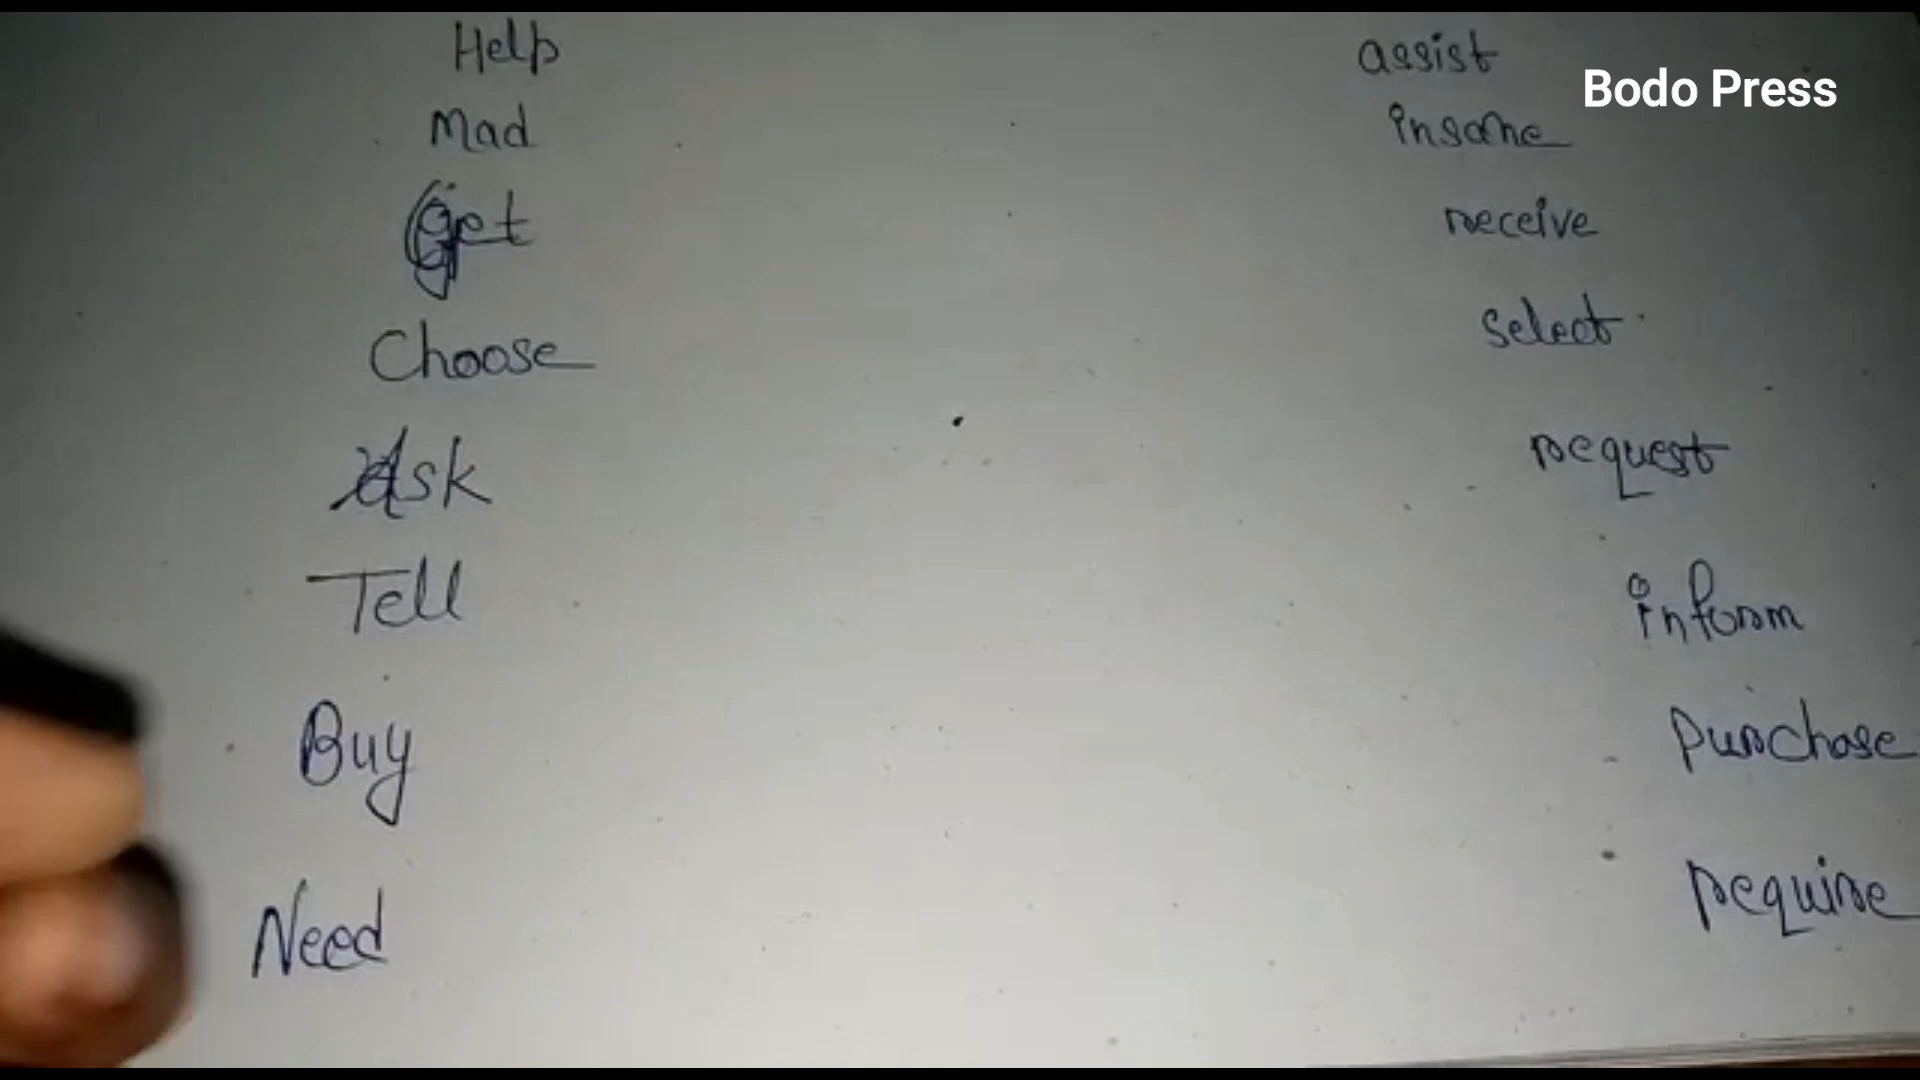 Help assist
Bodo Press
Mad insane
Get receive
Choose select
Ask request
Tell inform
Buy purchase
Need require